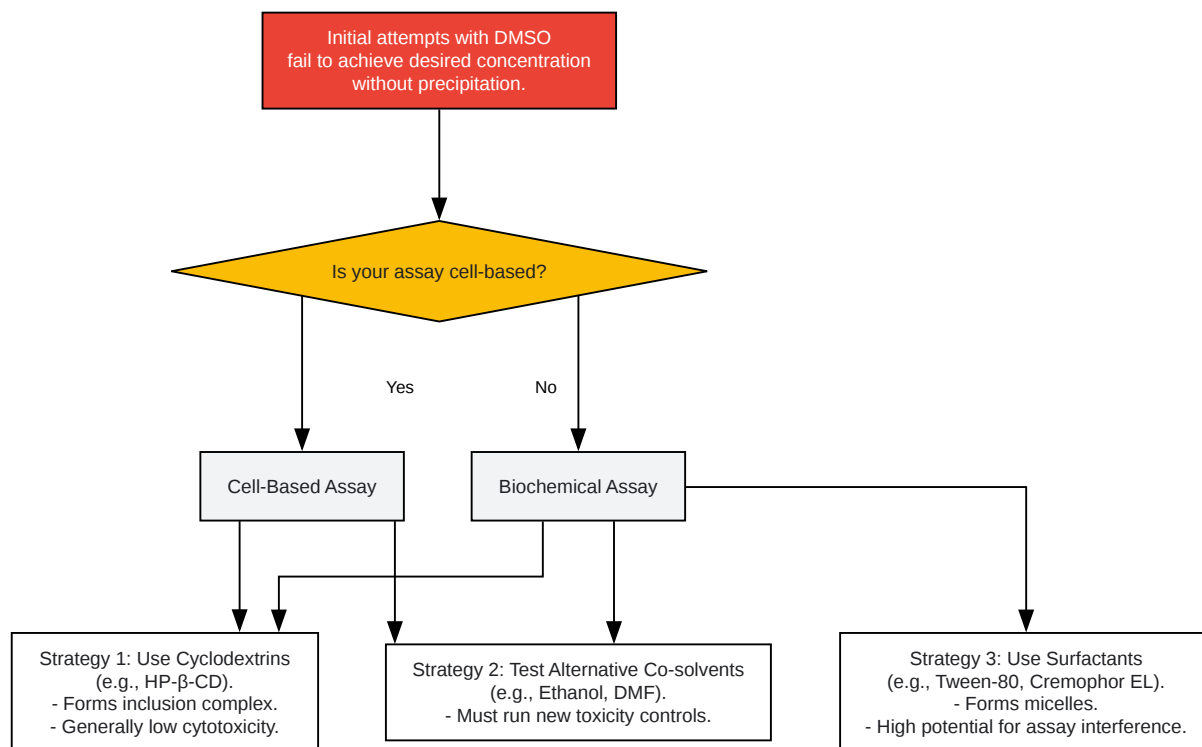 Initial attempts with DMSO
fail to achieve desired concentration
without precipitation.
Is your assay cell-based?
Yes
No
Cell-Based Assay
Biochemical Assay
Strategy 1: Use Cyclodextrins
(e.g., HP-β-CD).
- Forms inclusion complex.
- Generally low cytotoxicity.
Strategy 2: Test Alternative Co-solvents
(e.g., Ethanol, DMF).
- Must run new toxicity controls.
Strategy 3: Use Surfactants
(e.g., Tween-80, Cremophor EL).
- Forms micelles.
- High potential for assay interference.